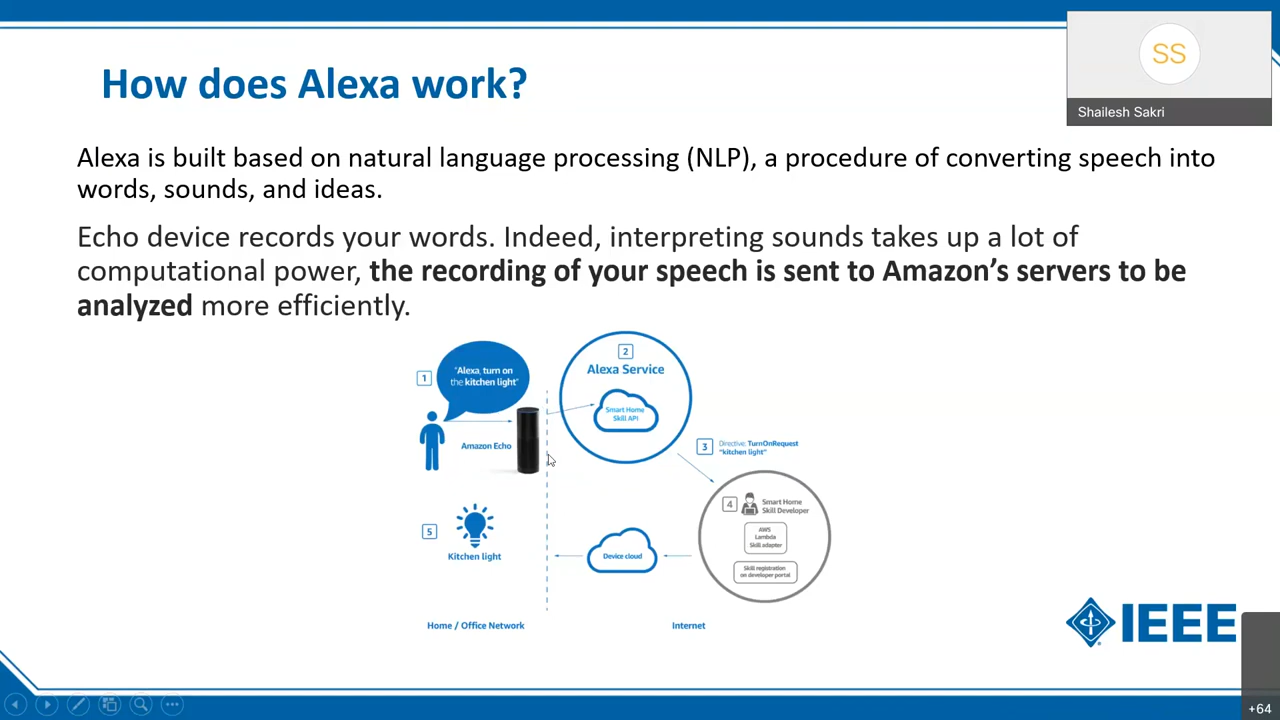 How does Alexa work?
SS
Shailesh Sakri
Alexa is built based on natural language processing (NLP), a procedure of converting speech into
words, sounds, and ideas.
Echo device records your words. Indeed, interpreting sounds takes up a lot of
computational power, the recording of your speech is sent to Amazon’s servers to be
analyzed more efficiently.
1
"Alexa, turn on
the kitchen light"
Amazon Echo
2
Alexa Service
Smart Home
Skill API
3
Directive: TurnOnRequest
"kitchen light"
4
Smart Home
Skill Developer
AWS
Lambda
Skill adapter
Skill registration
on developer portal
5
Kitchen light
Device cloud
Home / Office Network
Internet
IEEE
+64